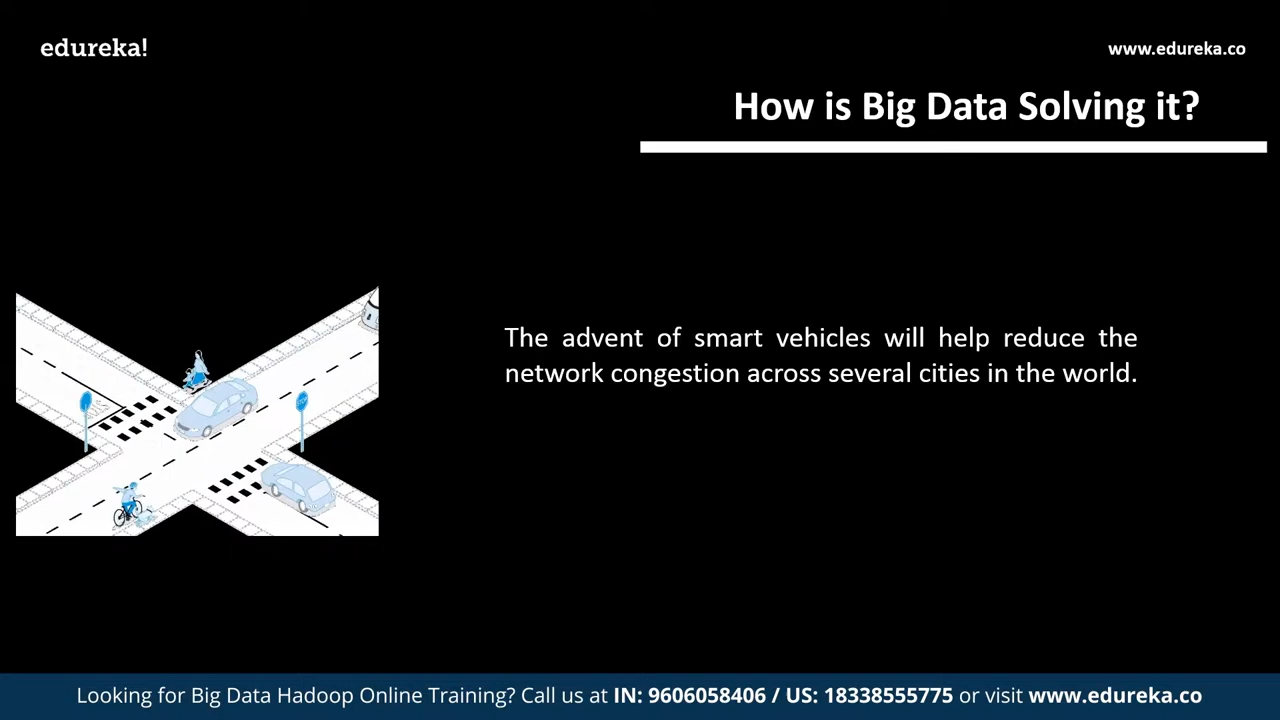 edureka!
www.edureka.co
How is Big Data Solving it?
The advent of smart vehicles will help reduce the
network congestion across several cities in the world.
Looking for Big Data Hadoop Online Training? Call us at IN: 9606058406 / US: 18338555775 or visit www.edureka.co